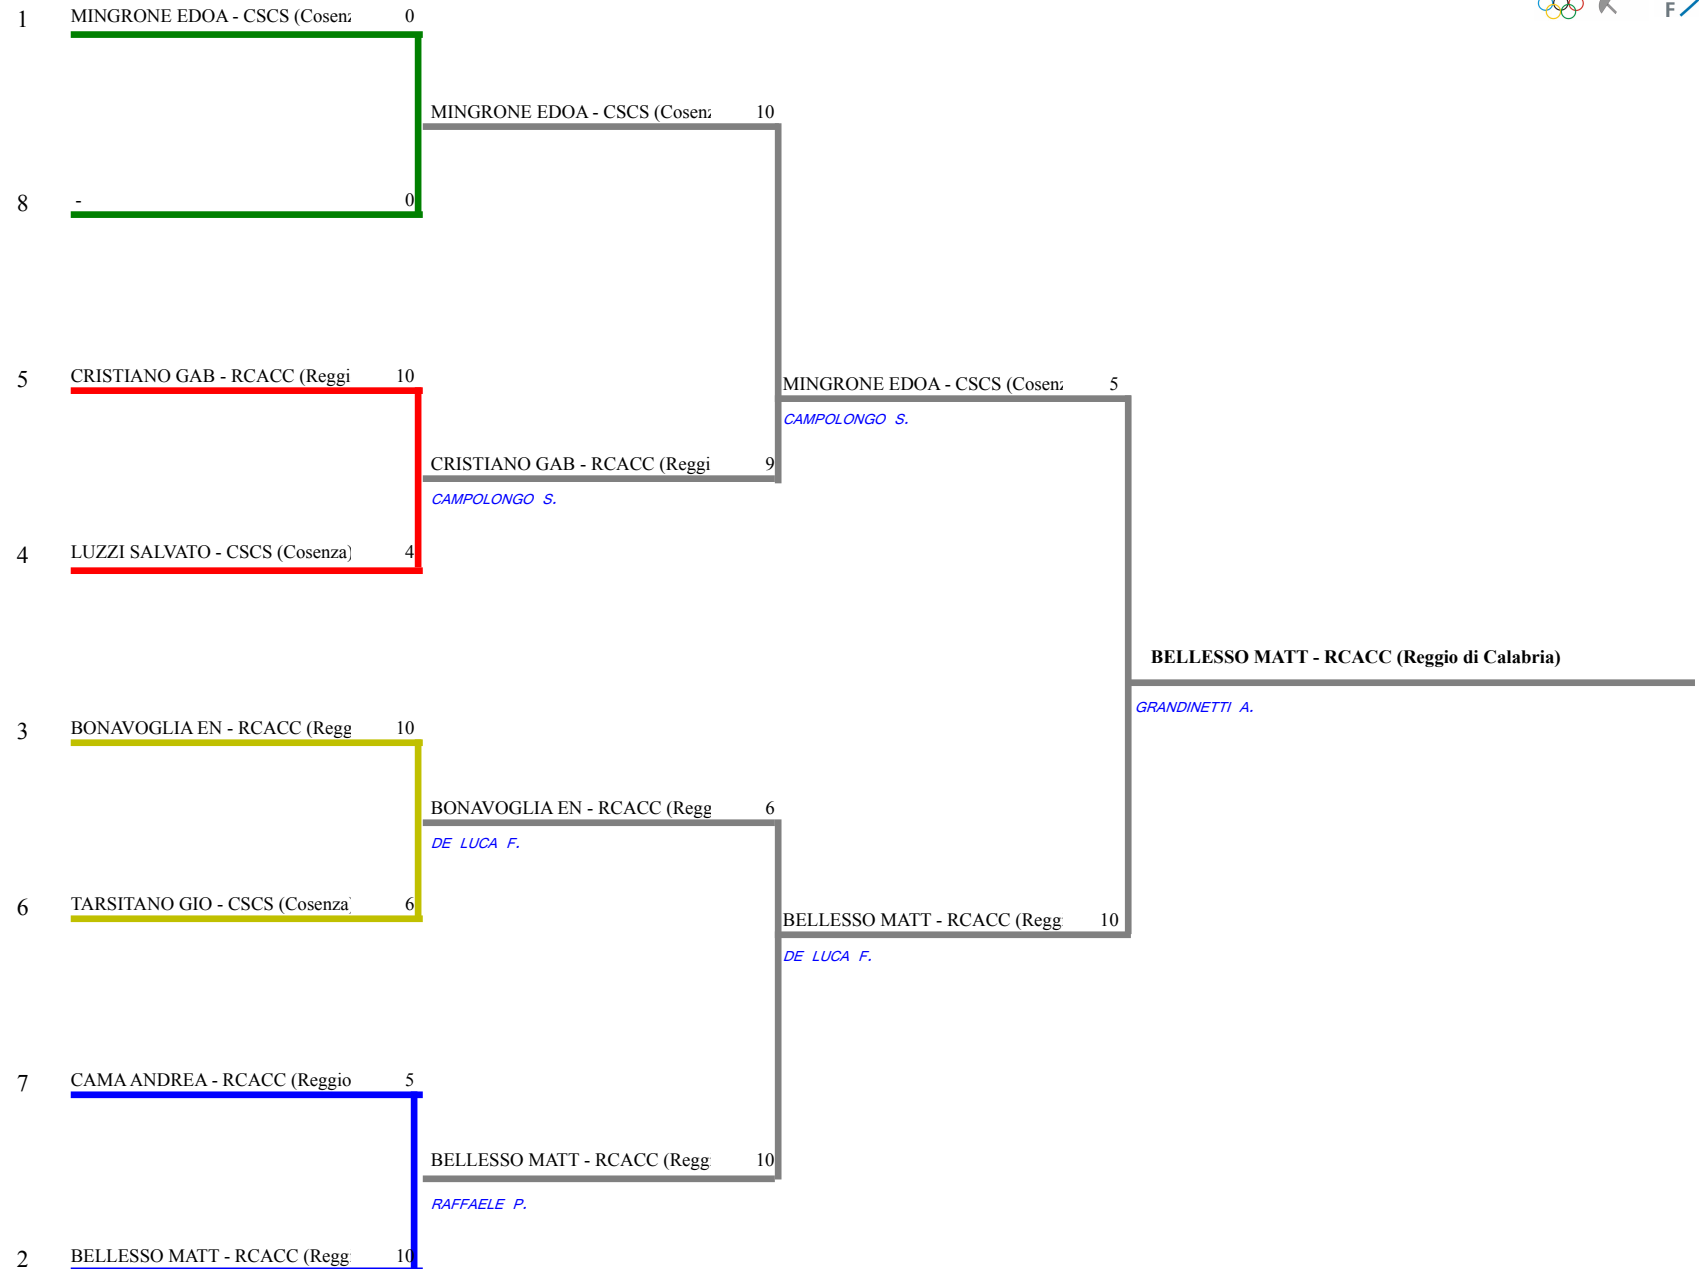 F
1 MINGRONE EDOA - CSCS (Cosenz 0
MINGRONE EDOA - CSCS (Cosenz 10
8 - 0
5 CRISTIANO GAB - RCACC (Reggi 10
MINGRONE EDOA - CSCS (Cosenz 5
CAMPOLONGO S.
CRISTIANO GAB - RCACC (Reggi 9
CAMPOLONGO S.
4 LUZZI SALVATO - CSCS (Cosenza) 4
BELLESSO MATT - RCACC (Reggio di Calabria)
GRANDINETTI A.
3 BONAVOGLIA EN - RCACC (Regg 10
BONAVOGLIA EN - RCACC (Regg 6
DE LUCA F.
6 TARSITANO GIO - CSCS (Cosenza) 6
BELLESSO MATT - RCACC (Regg 10
DE LUCA F.
7 CAMA ANDREA - RCACC (Reggio 5
BELLESSO MATT - RCACC (Regg 10
RAFFAELE P.
2 BELLESSO MATT - RCACC (Regg 10